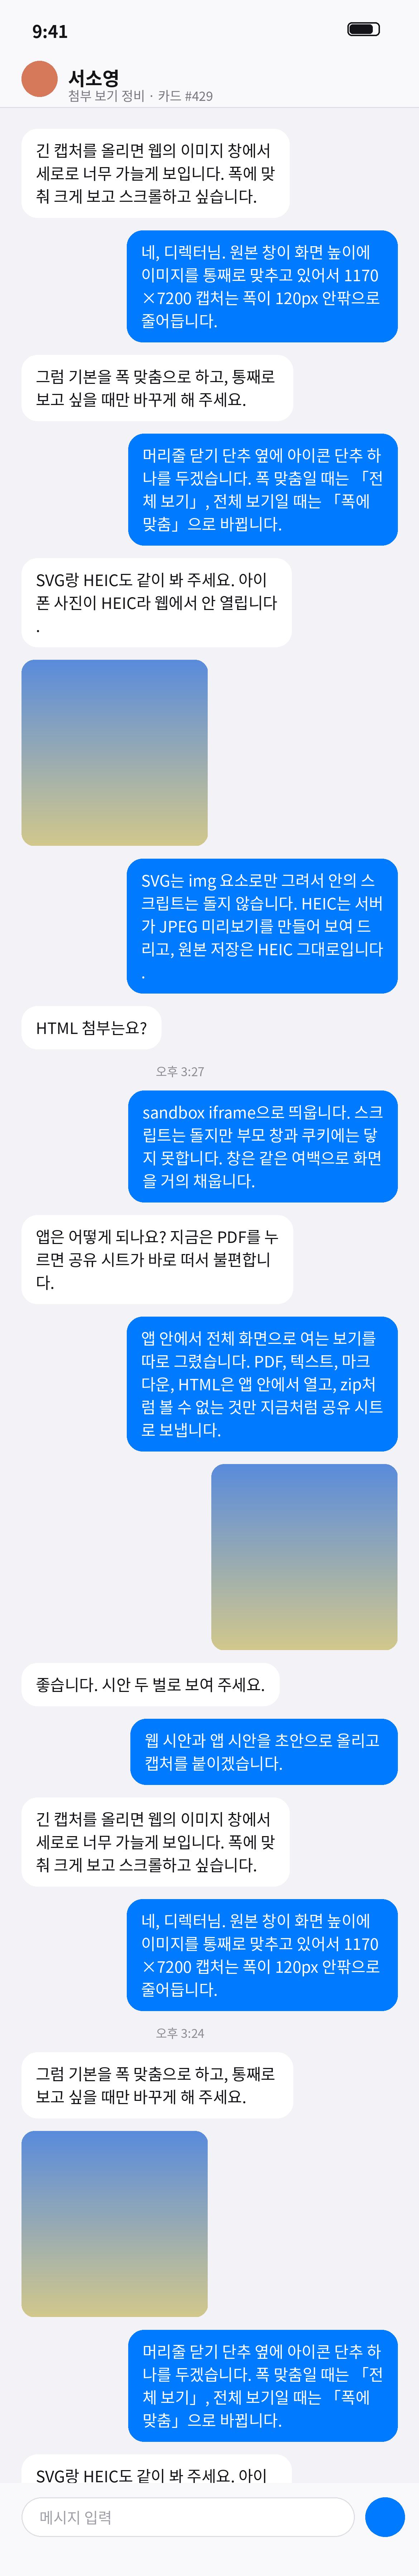 9:41
서소영
첨부 보기 정비 · 카드 #429
긴 캡처를 올리면 웹의 이미지 창에서
세로로 너무 가늘게 보입니다. 폭에 맞
춰 크게 보고 스크롤하고 싶습니다.
네, 디렉터님. 원본 창이 화면 높이에
이미지를 통째로 맞추고 있어서 1170
×7200 캡처는 폭이 120px 안팎으로
줄어듭니다.
그럼 기본을 폭 맞춤으로 하고, 통째로
보고 싶을 때만 바꾸게 해 주세요.
머리줄 닫기 단추 옆에 아이콘 단추 하
나를 두겠습니다. 폭 맞춤일 때는 「전
체 보기」, 전체 보기일 때는 「폭에
맞춤」으로 바뀝니다.
SVG랑 HEIC도 같이 봐 주세요. 아이
폰 사진이 HEIC라 웹에서 안 열립니다
.
SVG는 img 요소로만 그려서 안의 스
크립트는 돌지 않습니다. HEIC는 서버
가 JPEG 미리보기를 만들어 보여 드
리고, 원본 저장은 HEIC 그대로입니다
.
HTML 첨부는요?
오후 3:27
sandbox iframe으로 띄웁니다. 스크
립트는 돌지만 부모 창과 쿠키에는 닿
지 못합니다. 창은 같은 여백으로 화면
을 거의 채웁니다.
앱은 어떻게 되나요? 지금은 PDF를 누
르면 공유 시트가 바로 떠서 불편합니
다.
앱 안에서 전체 화면으로 여는 보기를
따로 그렸습니다. PDF, 텍스트, 마크
다운, HTML은 앱 안에서 열고, zip처
럼 볼 수 없는 것만 지금처럼 공유 시트
로 보냅니다.
좋습니다. 시안 두 벌로 보여 주세요.
웹 시안과 앱 시안을 초안으로 올리고
캡처를 붙이겠습니다.
긴 캡처를 올리면 웹의 이미지 창에서
세로로 너무 가늘게 보입니다. 폭에 맞
춰 크게 보고 스크롤하고 싶습니다.
네, 디렉터님. 원본 창이 화면 높이에
이미지를 통째로 맞추고 있어서 1170
×7200 캡처는 폭이 120px 안팎으로
줄어듭니다.
오후 3:24
그럼 기본을 폭 맞춤으로 하고, 통째로
보고 싶을 때만 바꾸게 해 주세요.
머리줄 닫기 단추 옆에 아이콘 단추 하
나를 두겠습니다. 폭 맞춤일 때는 「전
체 보기」, 전체 보기일 때는 「폭에
맞춤」으로 바뀝니다.
SVG랑 HEIC도 같이 봐 주세요. 아이
메시지 입력